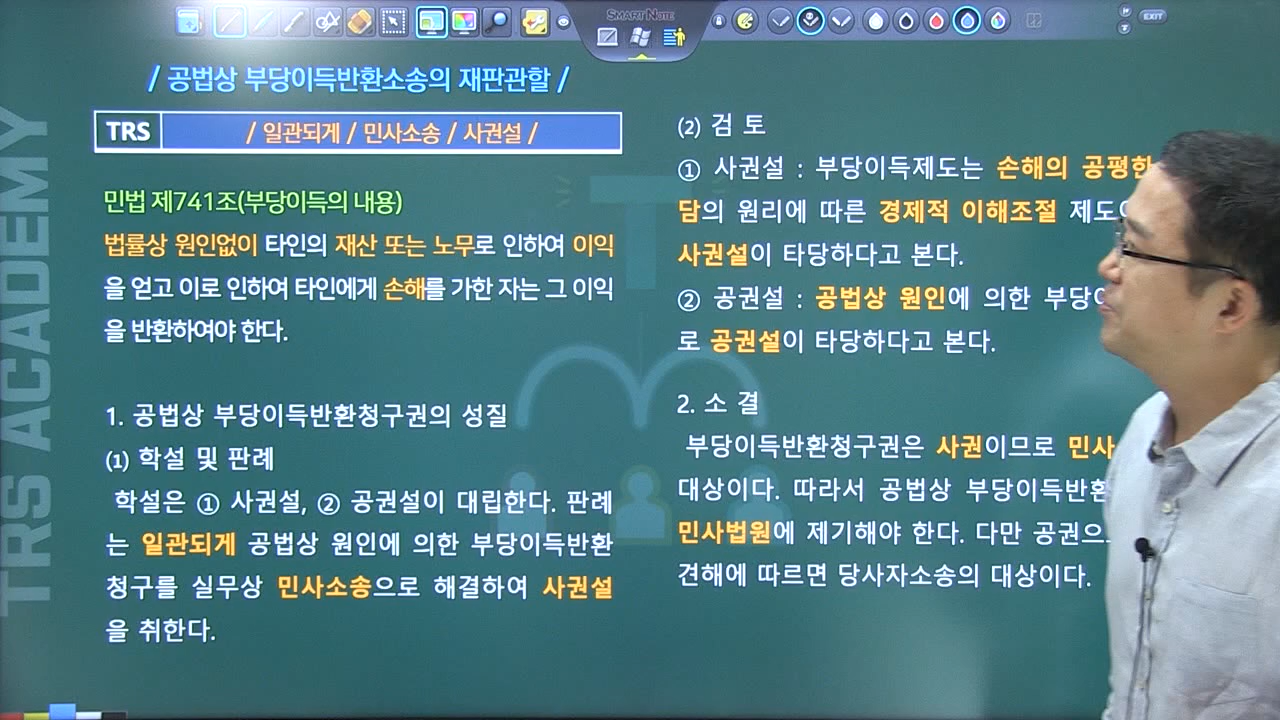 SMARTNOTE
EXIT
/ 공법상 부당이득반환소송의 재판관할 /
TRS / 일관되게 / 민사소송 / 사권설 /
민법 제741조(부당이득의 내용)
법률상 원인없이 타인의 재산 또는 노무로 인하여 이익
을 얻고 이로 인하여 타인에게 손해를 가한 자는 그 이익
을 반환하여야 한다.
1. 공법상 부당이득반환청구권의 성질
(1) 학설 및 판례
학설은 ① 사권설, ② 공권설이 대립한다. 판례
는 일관되게 공법상 원인에 의한 부당이득반환
청구를 실무상 민사소송으로 해결하여 사권설
을 취한다.
(2) 검 토
① 사권설 : 부당이득제도는 손해의 공평한
담의 원리에 따른 경제적 이해조절
사권설이 타당하다고 본다.
② 공권설 : 공법상 원인에 의한
로 공권설이 타당하다고 본다.
2. 소 결
부당이득반환청구권은 사권이므로 민사
대상이다. 따라서 공법상 부당이득반환
민사법원에 제기해야 한다. 다만
견해에 따르면 당사자소송의 대상이다.
TRS ACADEMY